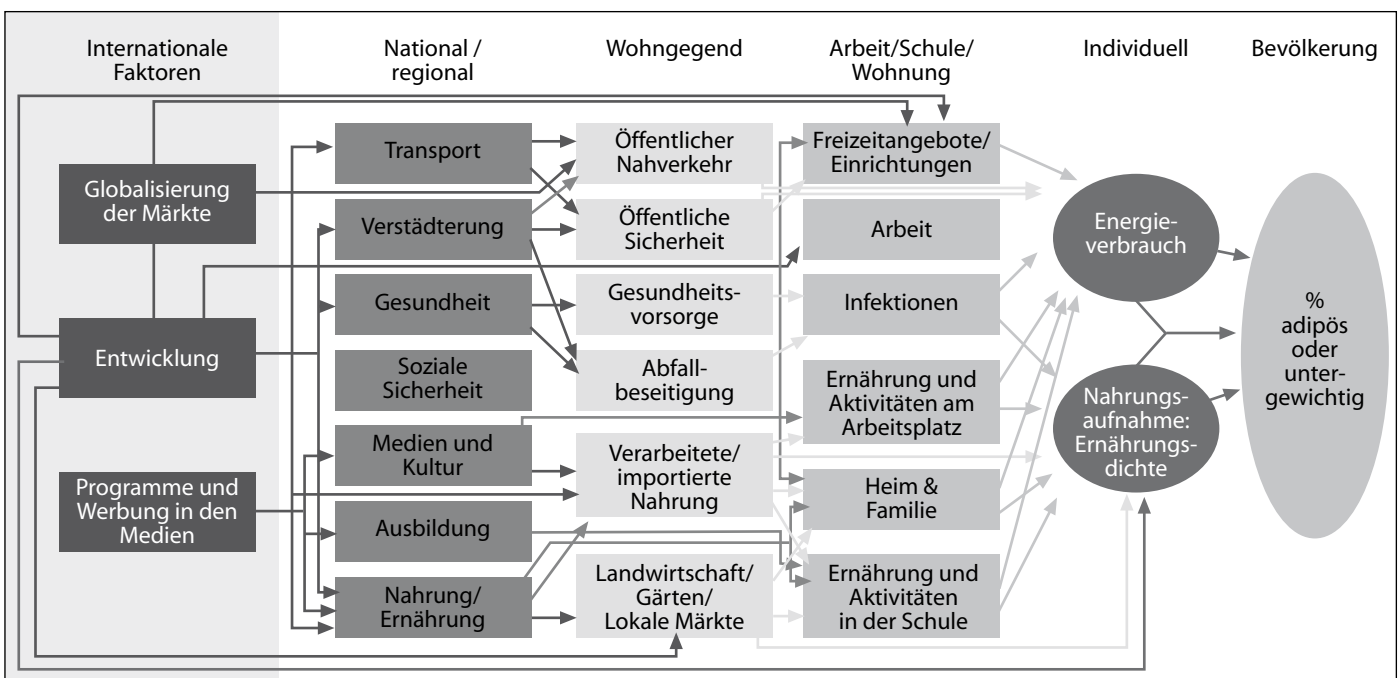 Internationale
Faktoren
National /
regional
Wohngegend
Arbeit/Schule/
Wohnung
Individuell
Bevölkerung
Globalisierung
der Märkte
Entwicklung
Programme und
Werbung in den
Medien
Transport
Verstädterung
Gesundheit
Soziale
Sicherheit
Medien und
Kultur
Ausbildung
Nahrung/
Ernährung
Öffentlicher
Nahverkehr
Öffentliche
Sicherheit
Gesundheits-
vorsorge
Abfall-
beseitigung
Verarbeitete/
importierte
Nahrung
Landwirtschaft/
Gärten/
Lokale Märkte
Freizeitangebote/
Einrichtungen
Arbeit
Infektionen
Ernährung und
Aktivitäten am
Arbeitsplatz
Heim &
Familie
Ernährung und
Aktivitäten
in der Schule
Energie-
verbrauch
Nahrungs-
aufnahme:
Ernährungs-
dichte
%
adipös
oder
unter-
gewichtig